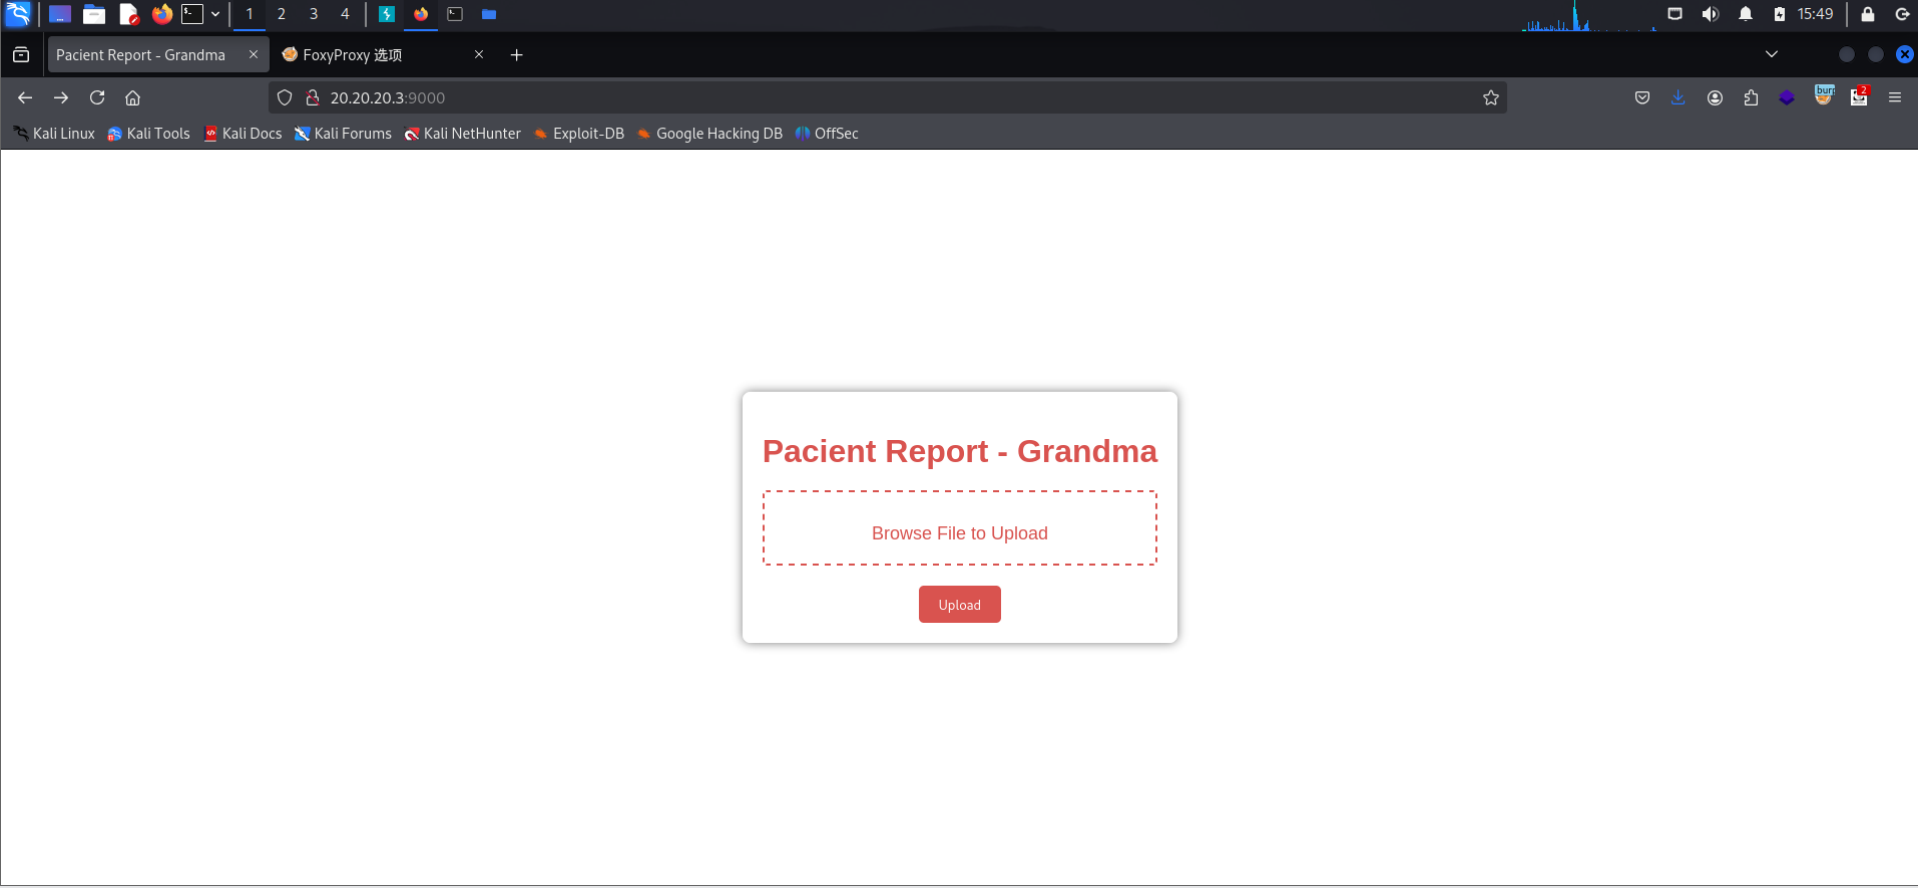 1 2 3 4 15:49
Pacient Report - Grandma FoxyProxy 选项
20.20.20.3:9000 2
Kali Linux Kali Tools Kali Docs Kali Forums Kali NetHunter Exploit-DB Google Hacking DB OffSec
Pacient Report - Grandma
Browse File to Upload
Upload